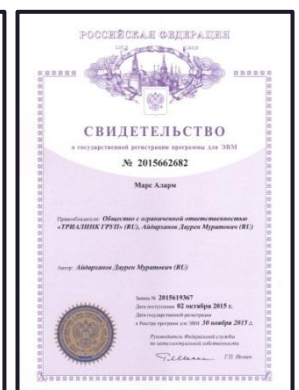 РОССИЙСКАЯ ФЕДЕРАЦИЯ
СВИДЕТЕЛЬСТВО
о государственной регистрации программы для ЭВМ
№ 2015662682
Марс Аларм
Правообладатели: Общество с ограниченной ответственностью
«ТРИАЛИНК ГРУП» (RU), Айдарханов Даурен Муратович (RU)
Автор: Айдарханов Даурен Муратович (RU)
Заявка № 2015619367
Дата поступления 02 октября 2015 г.
Дата государственной регистрации
в Реестре программ для ЭВМ 30 ноября 2015 г.
Руководитель Федеральной службы
по интеллектуальной собственности
Г.П. Ивлиев